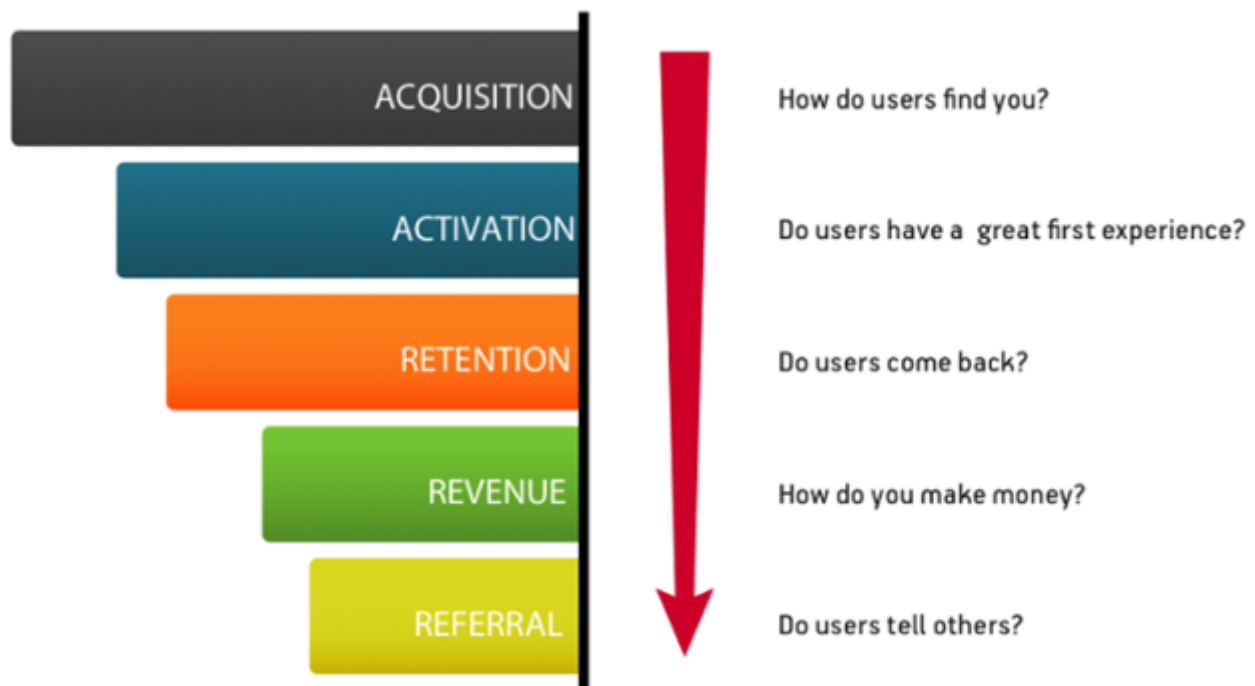 ACQUISITION
How do users find you?
ACTIVATION
Do users have a great first experience?
RETENTION
Do users come back?
REVENUE
How do you make money?
REFERRAL
Do users tell others?